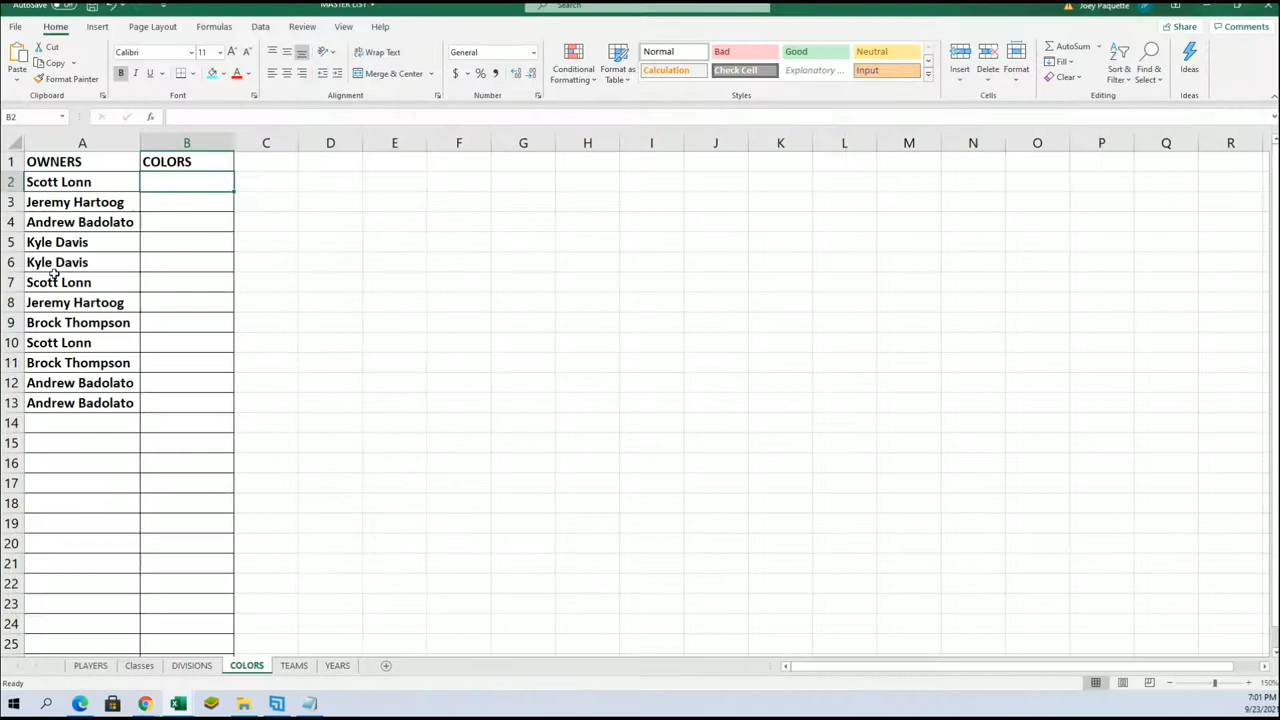 AutoSave Off MASTER LIST Search Joey Paquette JP
File Home Insert Page Layout Formulas Data Review View Help Share Comments
Paste Cut Copy Format Painter Clipboard
Calibri 11 B I U A Font
Wrap Text Merge & Center Alignment
General $ % , Number
Conditional Formatting Format as Table
Normal Bad Good Neutral
Calculation Check Cell Explanatory ... Input
Styles
Insert Delete Format Cells
AutoSum Fill Clear Sort & Filter Find & Select Editing
Ideas Ideas
B2 fx
A B C D E F G H I J K L M N O P Q R
1 OWNERS COLORS
2 Scott Lonn
3 Jeremy Hartoog
4 Andrew Badolato
5 Kyle Davis
6 Kyle Davis
7 Scott Lonn
8 Jeremy Hartoog
9 Brock Thompson
10 Scott Lonn
11 Brock Thompson
12 Andrew Badolato
13 Andrew Badolato
14
15
16
17
18
19
20
21
22
23
24
25
PLAYERS Classes DIVISIONS COLORS TEAMS YEARS
Ready 150%
7:01 PM